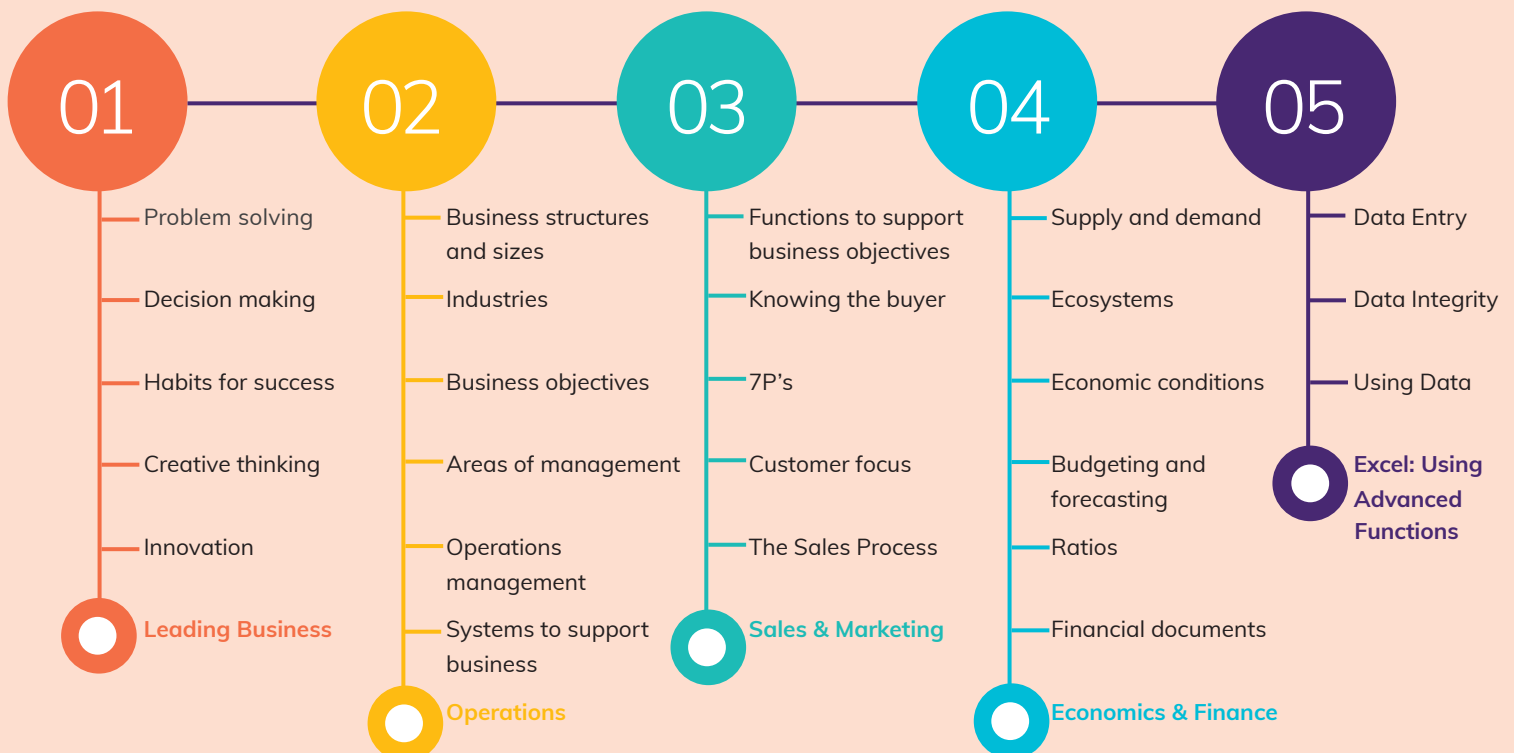 01
Problem solving
Decision making
Habits for success
Creative thinking
Innovation
Leading Business
02
Business structures
and sizes
Industries
Business objectives
Areas of management
Operations
management
Systems to support
business
Operations
03
Functions to support
business objectives
Knowing the buyer
7P’s
Customer focus
The Sales Process
Sales & Marketing
04
Supply and demand
Ecosystems
Economic conditions
Budgeting and
forecasting
Ratios
Financial documents
Economics & Finance
05
Data Entry
Data Integrity
Using Data
Excel: Using
Advanced
Functions